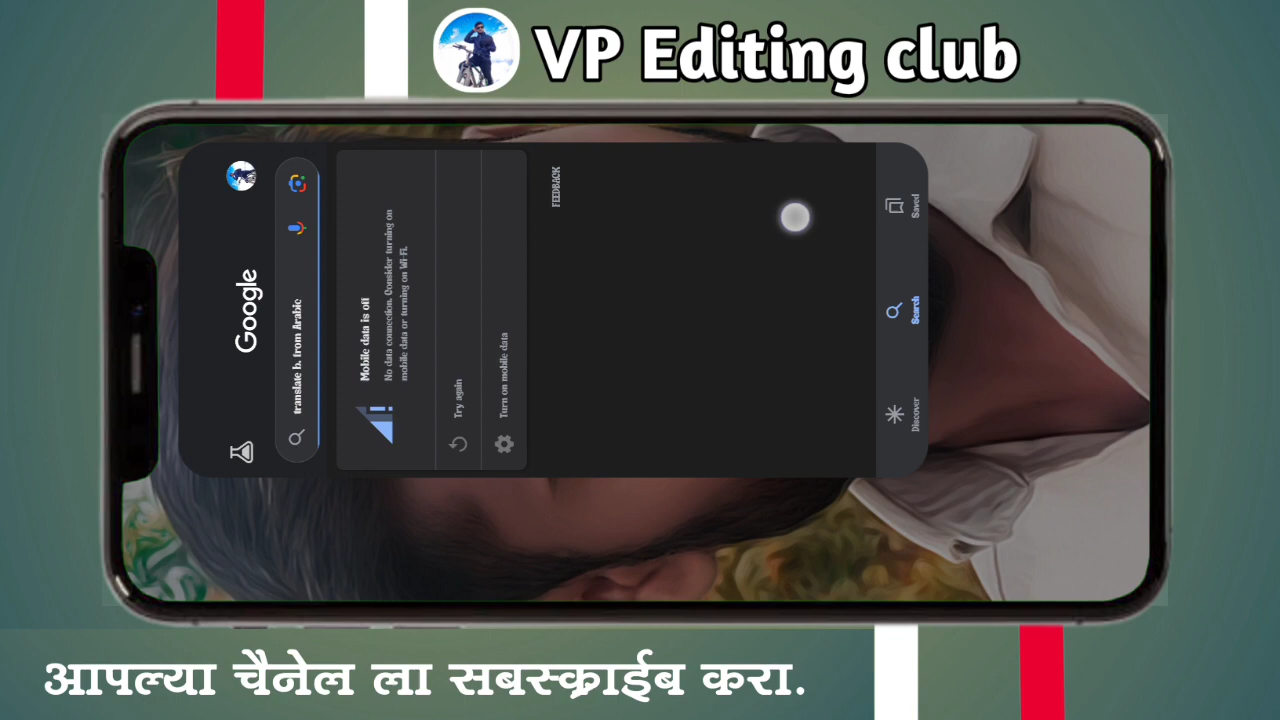 VP Editing club
Google
translate b. from Arabic
Mobile data is off
No data connection. Consider turning on
mobile data or turning on Wi-Fi.
Try again
Turn on mobile data
FEEDBACK
Discover
Search
Saved
आपल्या चैनेल ला सबस्क्राईब करा.